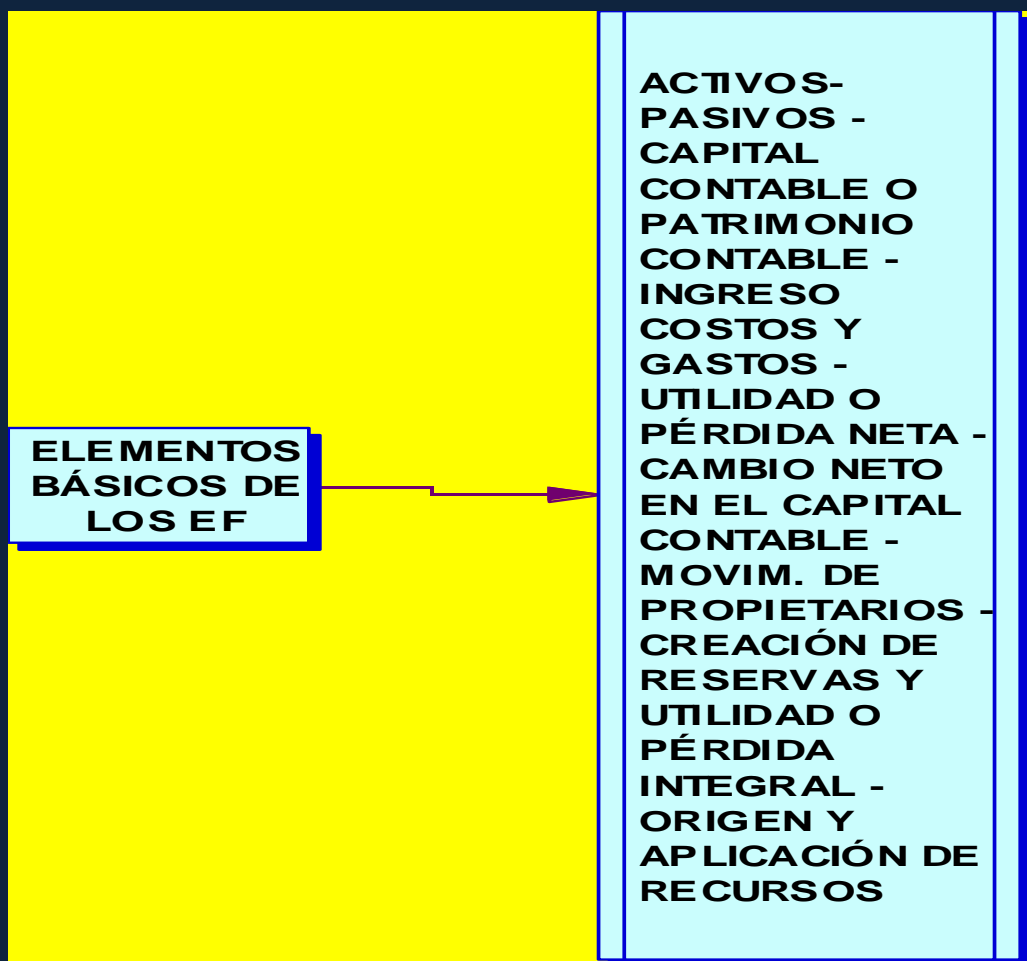 ELEMENTOS
BÁSICOS DE
LOS EF
ACTIVOS-
PASIVOS -
CAPITAL
CONTABLE O
PATRIMONIO
CONTABLE -
INGRESO
COSTOS Y
GASTOS -
UTILIDAD O
PÉRDIDA NETA -
CAMBIO NETO
EN EL CAPITAL
CONTABLE -
MOVIM. DE
PROPIETARIOS -
CREACIÓN DE
RESERVAS Y
UTILIDAD O
PÉRDIDA
INTEGRAL -
ORIGEN Y
APLICACIÓN DE
RECURSOS